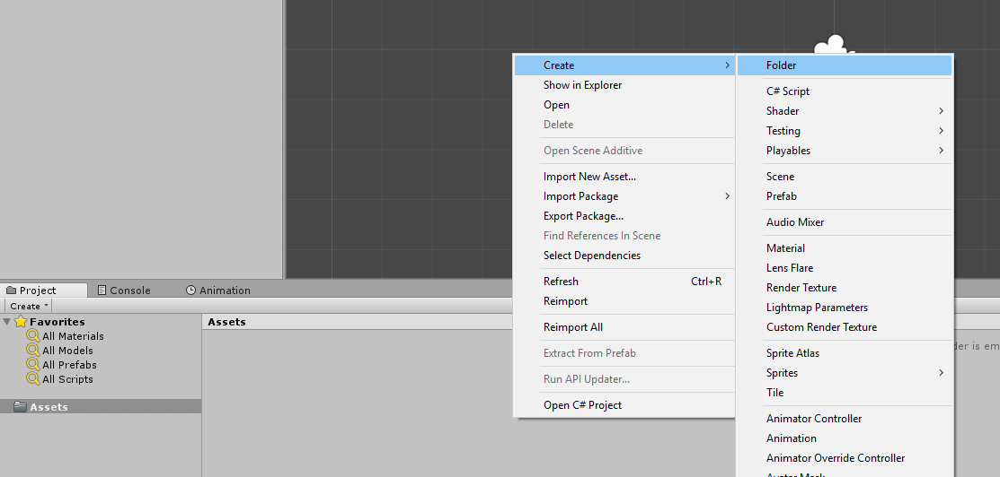 Create
Show in Explorer
Open
Delete
Open Scene Additive
Import New Asset...
Import Package
Export Package...
Find References In Scene
Select Dependencies
Refresh Ctrl+R
Reimport
Reimport All
Extract From Prefab
Run API Updater...
Open C# Project
Folder
C# Script
Shader
Testing
Playables
Scene
Prefab
Audio Mixer
Material
Lens Flare
Render Texture
Lightmap Parameters
Custom Render Texture
Sprite Atlas
Sprites
Tile
Animator Controller
Animation
Animator Override Controller
Avatar Mask
Project Console Animation
Create
Favorites
All Materials
All Models
All Prefabs
All Scripts
Assets
Assets
is em